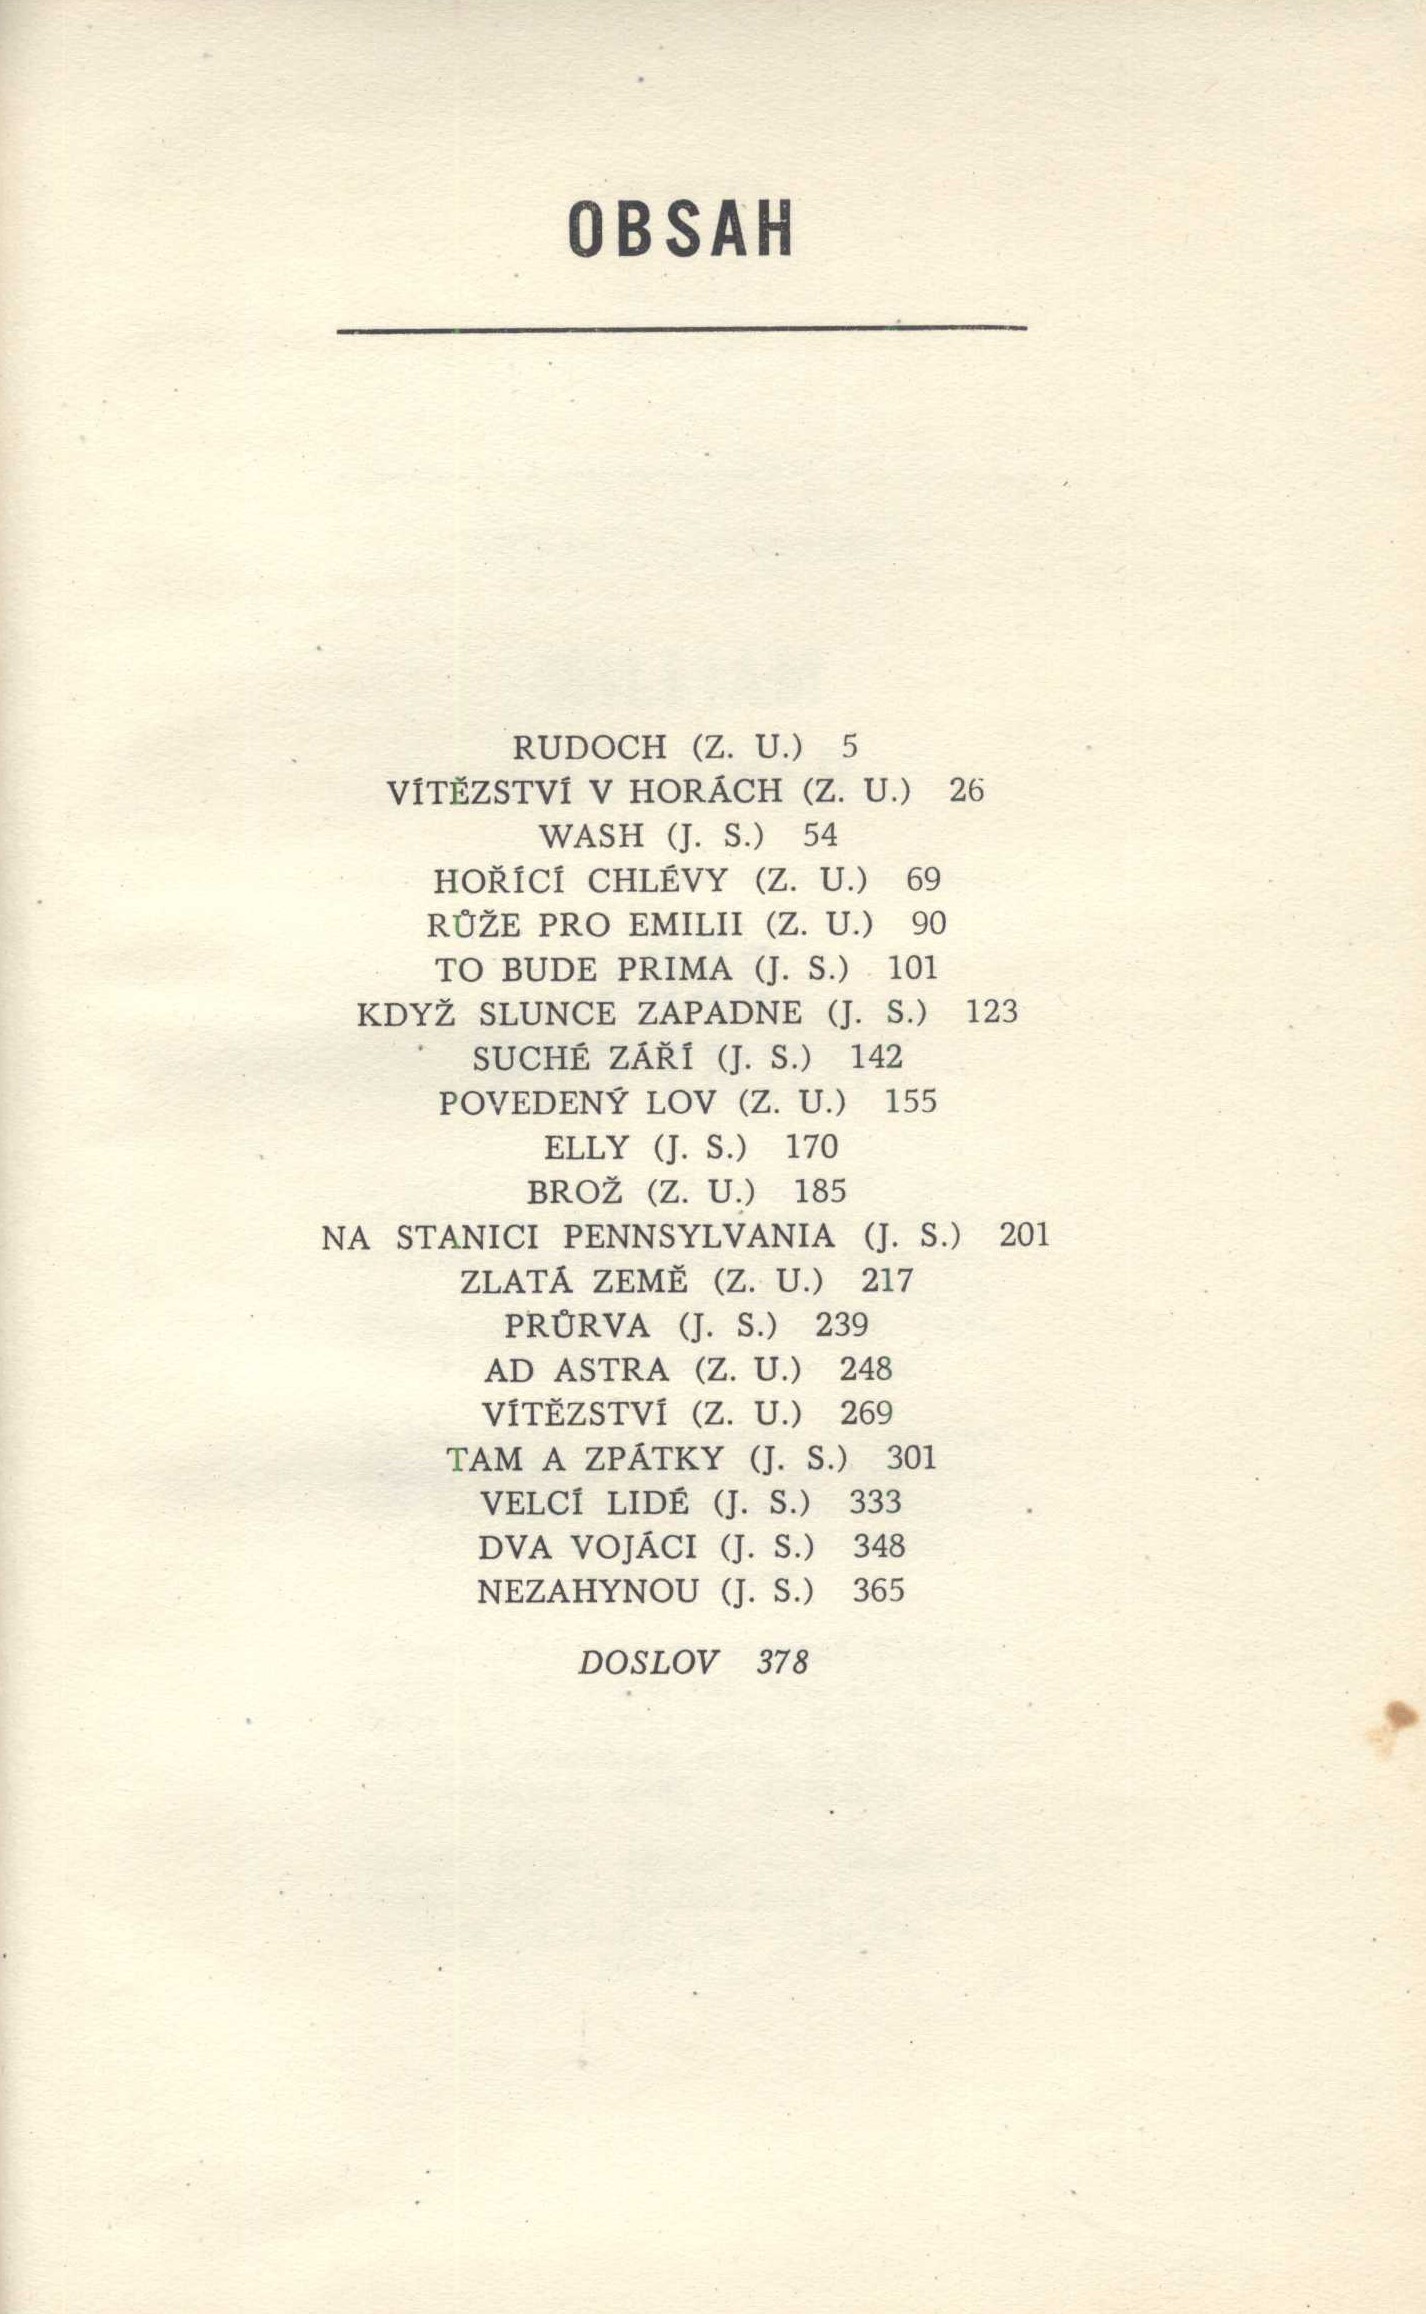 OBSAH
RUDOCH (Z. U.) 5
VÍTĚZSTVÍ V HORÁCH (Z. U.) 26
WASH (J. S.) 54
HOŘÍCÍ CHLÉVY (Z. U.) 69
RŮŽE PRO EMILII (Z. U.) 90
TO BUDE PRIMA (J. S.) 101
KDYŽ SLUNCE ZAPADNE (J. S.) 123
SUCHÉ ZÁŘÍ (J. S.) 142
POVEDENÝ LOV (Z. U.) 155
ELLY (J. S.) 170
BROŽ (Z. U.) 185
NA STANICI PENNSYLVANIA (J. S.) 201
ZLATÁ ZEMĚ (Z. U.) 217
PRŮRVA (J. S.) 239
AD ASTRA (Z. U.) 248
VÍTĚZSTVÍ (Z. U.) 269
TAM A ZPÁTKY (J. S.) 301
VELCÍ LIDÉ (J. S.) 333
DVA VOJÁCI (J. S.) 348
NEZAHYNOU (J. S.) 365
DOSLOV 378